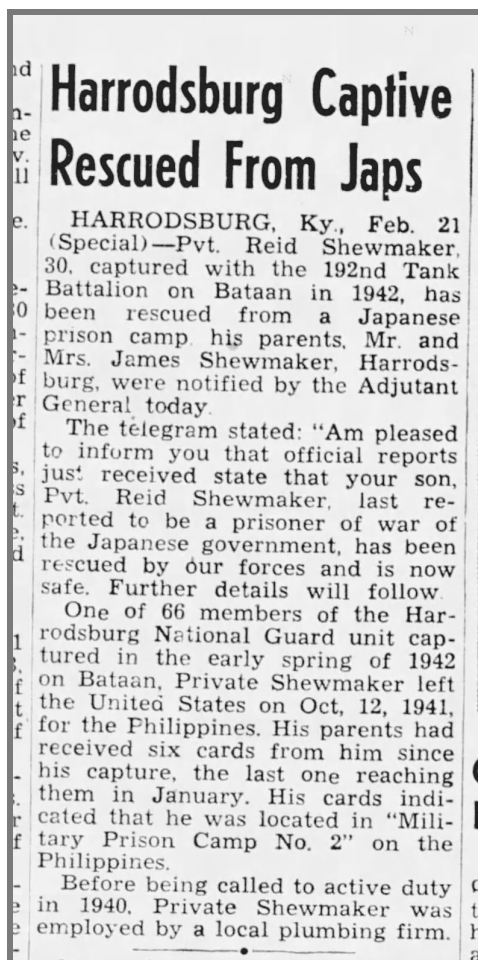 Harrodsburg Captive
Rescued From Japs
HARRODSBURG, Ky., Feb. 21
(Special)—Pvt. Reid Shewmaker,
30, captured with the 192nd Tank
Battalion on Bataan in 1942, has
been rescued from a Japanese
prison camp his parents, Mr. and
Mrs. James Shewmaker, Harrods-
burg, were notified by the Adjutant
General today.
The telegram stated: "Am pleased
to inform you that official reports
just received state that your son,
Pvt. Reid Shewmaker, last re-
ported to be a prisoner of war of
the Japanese government, has been
rescued by our forces and is now
safe. Further details will follow.
One of 66 members of the Har-
rodsburg National Guard unit cap-
tured in the early spring of 1942
on Bataan, Private Shewmaker left
the United States on Oct, 12, 1941,
for the Philippines. His parents had
received six cards from him since
his capture, the last one reaching
them in January. His cards indi-
cated that he was located in "Mili-
tary Prison Camp No. 2" on the
Philippines.
Before being called to active duty
in 1940, Private Shewmaker was
employed by a local plumbing firm.